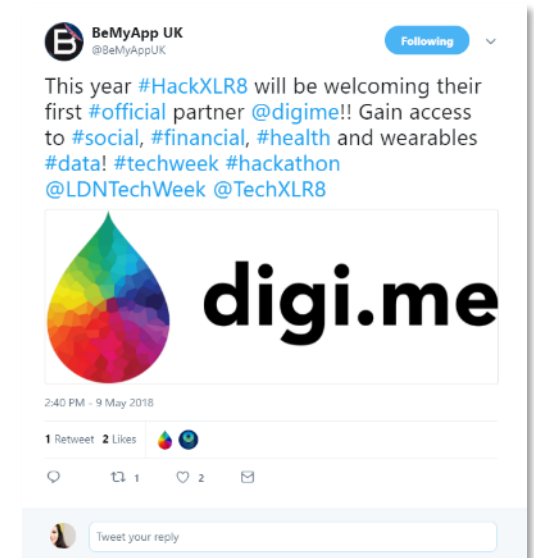 BeMyApp UK
@BeMyAppUK
Following
This year #HackXLR8 will be welcoming their
first #official partner @digime!! Gain access
to #social, #financial, #health and wearables
#data! #techweek #hackathon
@LDNTechWeek @TechXLR8
digi.me
2:40 PM - 9 May 2018
1 Retweet 2 Likes
1 2
Tweet your reply